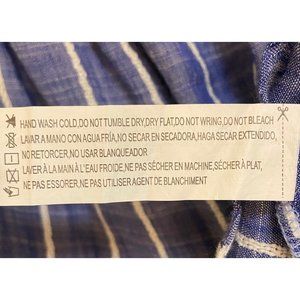 HAND WASH COLD,DO NOT TUMBLE DRY,DRY FLAT,DO NOT WRING,DO NOT BLEACH
LAVAR A MANO CON AGUA FRÍA,NO SECAR EN SECADORA,HAGA SECAR EXTENDIDO,
NO RETORCER,NO USAR BLANQUEADOR
LAVER À LA MAIN À L'EAU FROIDE,NE PAS SÉCHER EN MACHINE,SÉCHER À PLAT,
NE PAS ESSORER,NE PAS UTILISER AGENT DE BLANCHIMENT